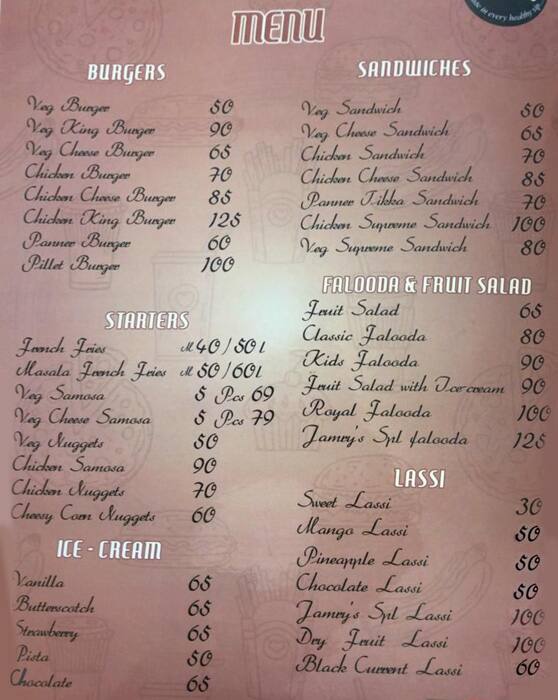 MENU
BURGERS
Veg Burger 50
Veg King Burger 90
Veg Cheese Burger 65
Chicken Burger 70
Chicken Cheese Burger 85
Chicken King Burger 125
Panner Burger 60
Pillet Burger 100
STARTERS
French Fries M 40 / 50 L
Masala French Fries M 50 / 60 L
Veg Samosa 5 Pcs 69
Veg Cheese Samosa 5 Pcs 79
Veg Nuggets 50
Chicken Samosa 90
Chicken Nuggets 70
Cheesy Corn Nuggets 60
ICE - CREAM
Vanilla 65
Butterscotch 65
Strawberry 65
Pista 50
Chocolate 65
in every healthy sip
SANDWICHES
Veg Sandwich 50
Veg Cheese Sandwich 65
Chicken Sandwich 70
Chicken Cheese Sandwich 85
Panner Tikka Sandwich 70
Chicken Supreme Sandwich 100
Veg Supreme Sandwich 80
FALOODA & FRUIT SALAD
Fruit Salad 65
Classic Falooda 80
Kids Falooda 90
Fruit Salad with Ice-cream 90
Royal Falooda 100
Jamry's Spl falooda 125
LASSI
Sweet Lassi 30
Mango Lassi 50
Pineapple Lassi 50
Chocolate Lassi 50
Jamry's Spl Lassi 100
Dry Fruit Lassi 100
Black Current Lassi 60